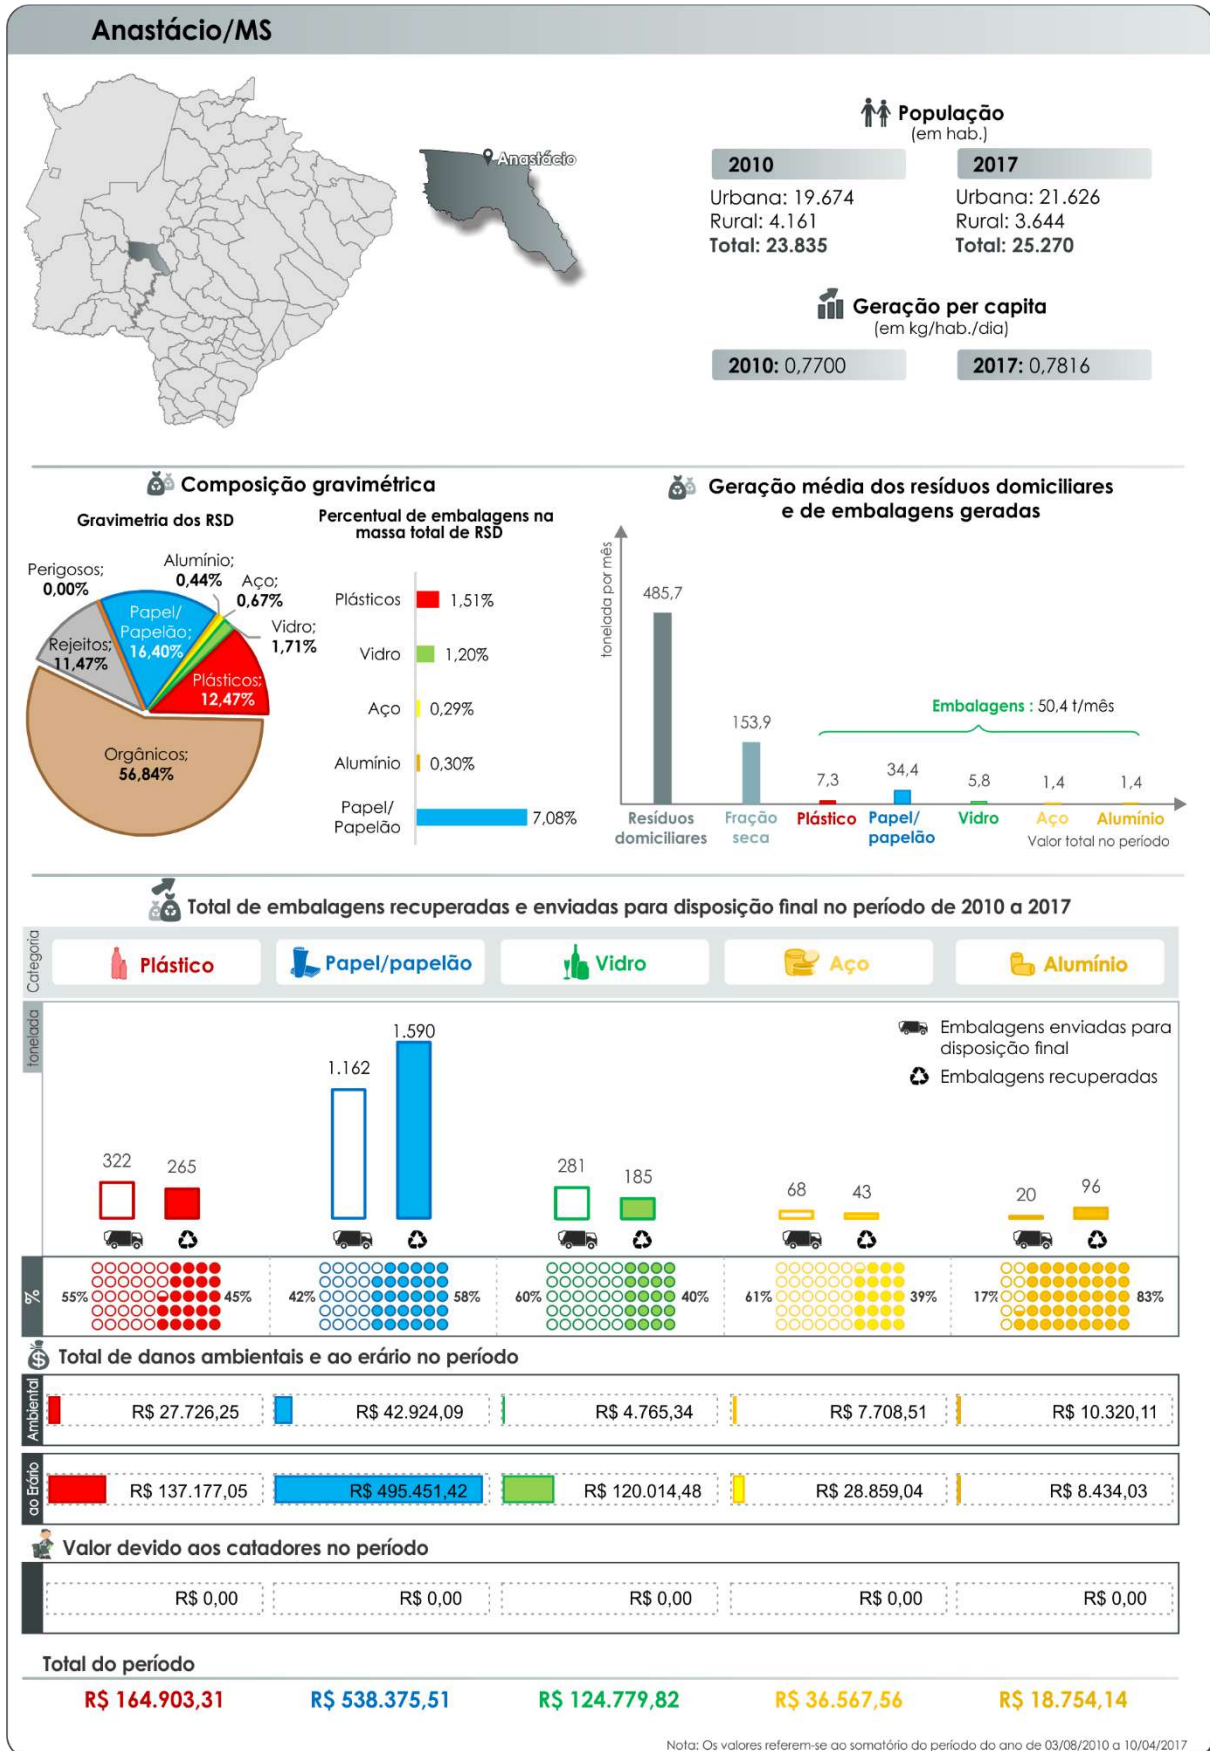 Anastácio/MS
Anastácio
População
(em hab.)
2010
Urbana: 19.674
Rural: 4.161
Total: 23.835
2017
Urbana: 21.626
Rural: 3.644
Total: 25.270
Geração per capita
(em kg/hab./dia)
2010: 0,7700
2017: 0,7816
Composição gravimétrica
Gravimetria dos RSD
Perigosos;
0,00%
Alumínio;
0,44%
Aço;
0,67%
Vidro;
1,71%
Papel/
Papelão;
16,40%
Rejeitos;
11,47%
Plásticos;
12,47%
Orgânicos;
56,84%
Percentual de embalagens na
massa total de RSD
Plásticos 1,51%
Vidro 1,20%
Aço 0,29%
Alumínio 0,30%
Papel/
Papelão 7,08%
Geração média dos resíduos domiciliares
e de embalagens geradas
tonelada por mês
485,7
153,9
Embalagens : 50,4 t/mês
7,3
34,4
5,8
1,4
1,4
Resíduos
domiciliares
Fração
seca
Plástico
Papel/
papelão
Vidro
Aço
Alumínio
Valor total no período
Total de embalagens recuperadas e enviadas para disposição final no período de 2010 a 2017
Categoria
Plástico
Papel/papelão
Vidro
Aço
Alumínio
tonelada
Embalagens enviadas para
disposição final
Embalagens recuperadas
322
265
1.162
1.590
281
185
68
43
20
96
%
55%
45%
42%
58%
60%
40%
61%
39%
17%
83%
Total de danos ambientais e ao erário no período
Ambiental
R$ 27.726,25
R$ 42.924,09
R$ 4.765,34
R$ 7.708,51
R$ 10.320,11
ao Erário
R$ 137.177,05
R$ 495.451,42
R$ 120.014,48
R$ 28.859,04
R$ 8.434,03
Valor devido aos catadores no período
R$ 0,00
R$ 0,00
R$ 0,00
R$ 0,00
R$ 0,00
Total do período
R$ 164.903,31
R$ 538.375,51
R$ 124.779,82
R$ 36.567,56
R$ 18.754,14
Nota: Os valores referem-se ao somatório do período do ano de 03/08/2010 a 10/04/2017